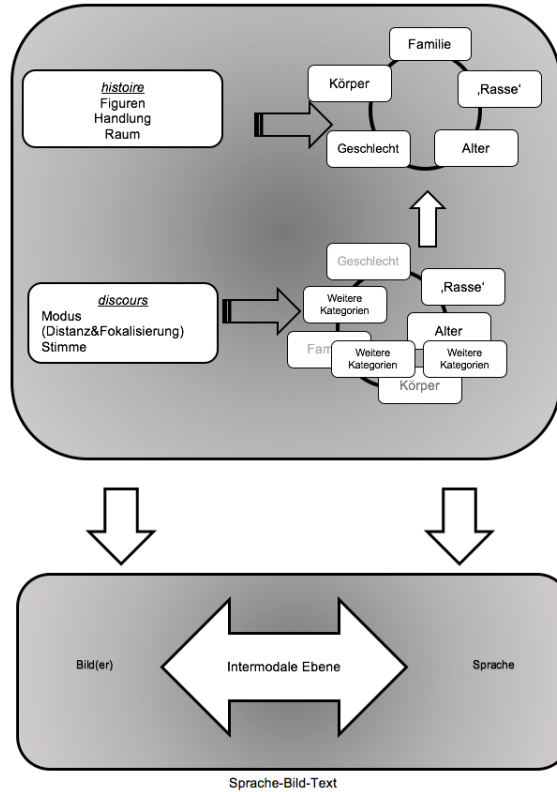 histoire
Figuren
Handlung
Raum
Familie
Körper
‚Rasse‘
Geschlecht
Alter
discours
Modus
(Distanz&Fokalisierung)
Stimme
Geschlecht
Weitere
Kategorien
‚Rasse‘
Alter
Weitere
Kategorien
Weitere
Kategorien
Körper
Bild(er)
Intermodale Ebene
Sprache
Sprache-Bild-Text